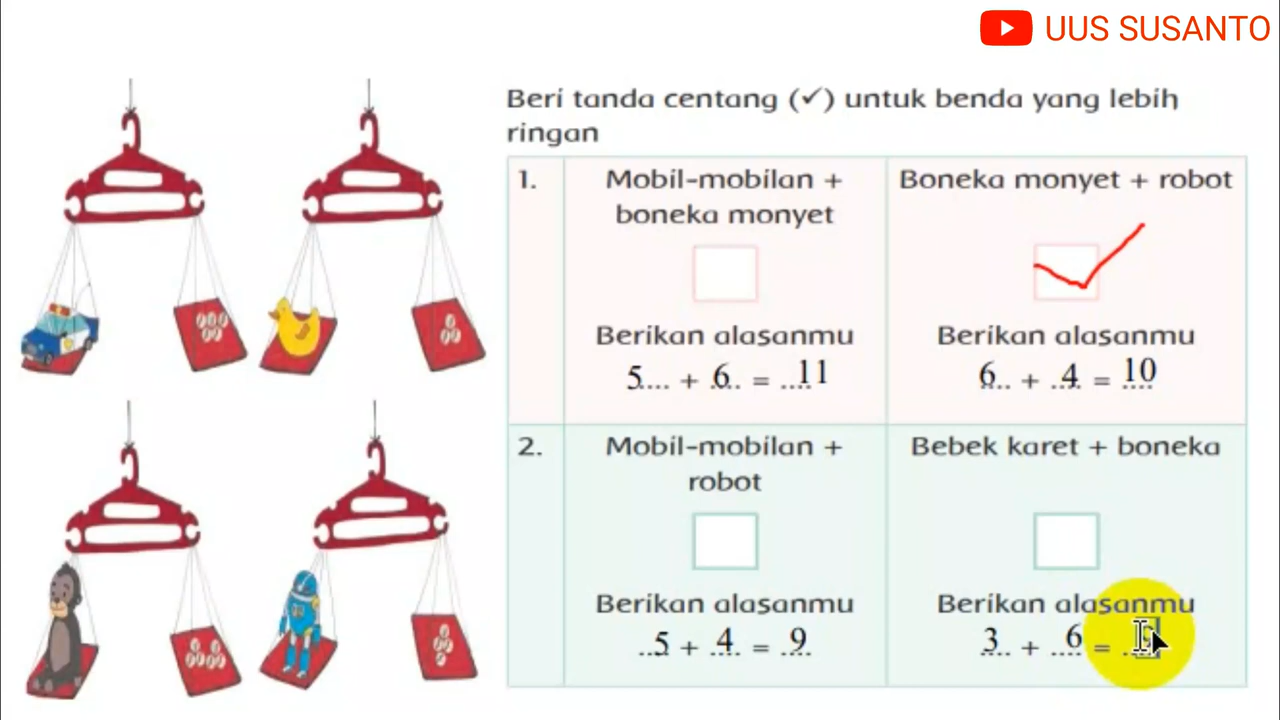 UUS SUSANTO
Beri tanda centang (✓) untuk benda yang lebih
ringan
1.
Mobil-mobilan +
boneka monyet
Berikan alasanmu
5.... + 6.. = ....11
Boneka monyet + robot
✓
Berikan alasanmu
6... + ..4 = 10
2.
Mobil-mobilan +
robot
Berikan alasanmu
..5 + 4 = 9
Bebek karet + boneka
Berikan alasanmu
3 + 6 =